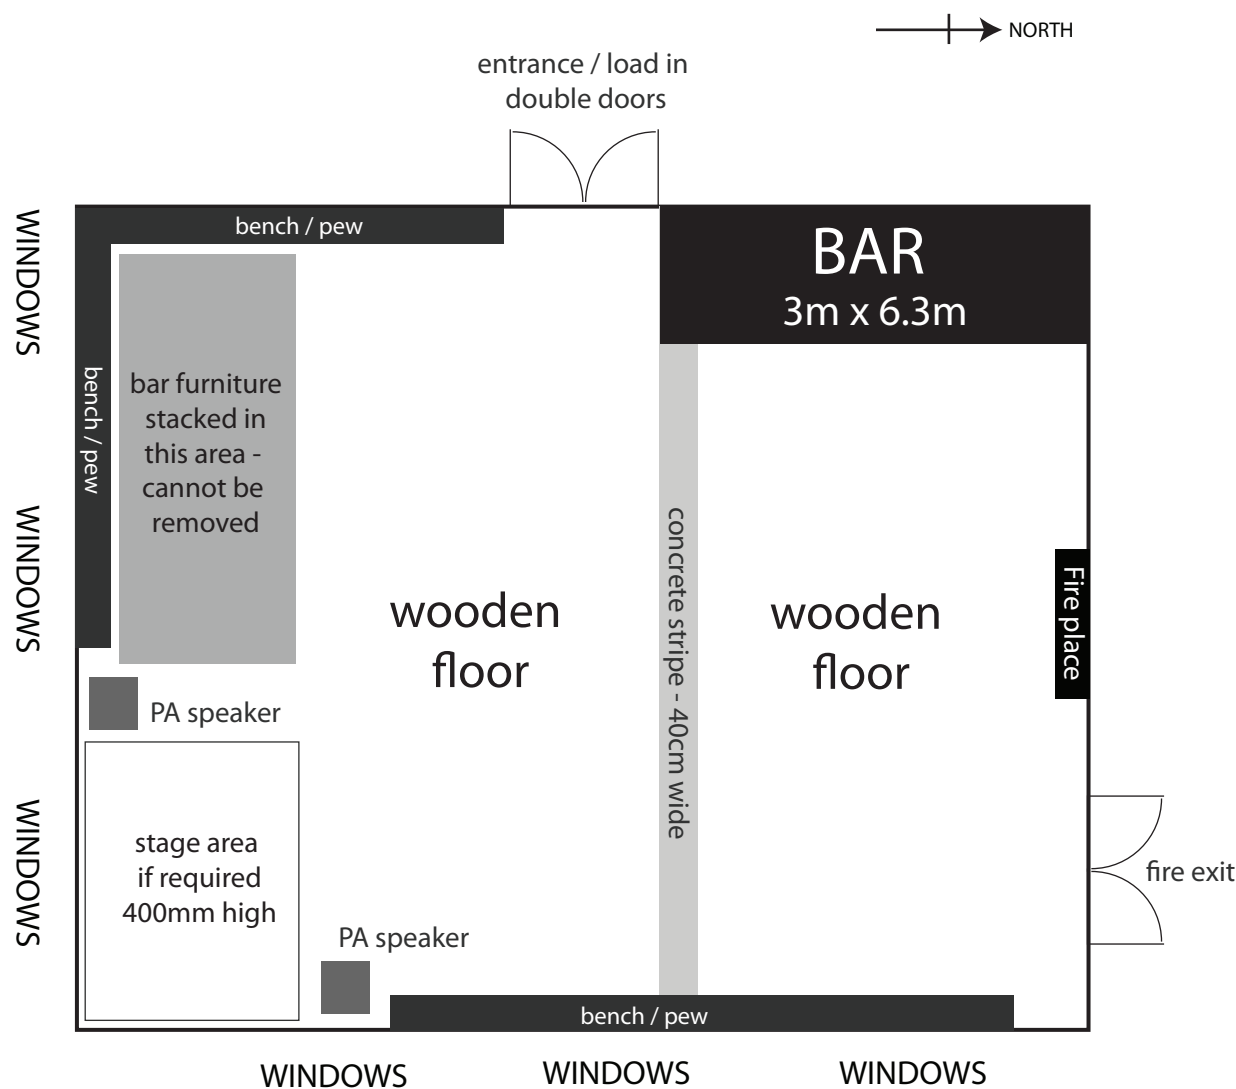 NORTH
entrance / load in
double doors
WINDOWS
bench / pew
BAR
3m x 6.3m
bench / pew
bar furniture
stacked in
this area -
cannot be
removed
WINDOWS
concrete stripe - 40cm wide
wooden
floor
wooden
floor
Fire place
PA speaker
WINDOWS
stage area
if required
400mm high
fire exit
PA speaker
bench / pew
WINDOWS
WINDOWS
WINDOWS